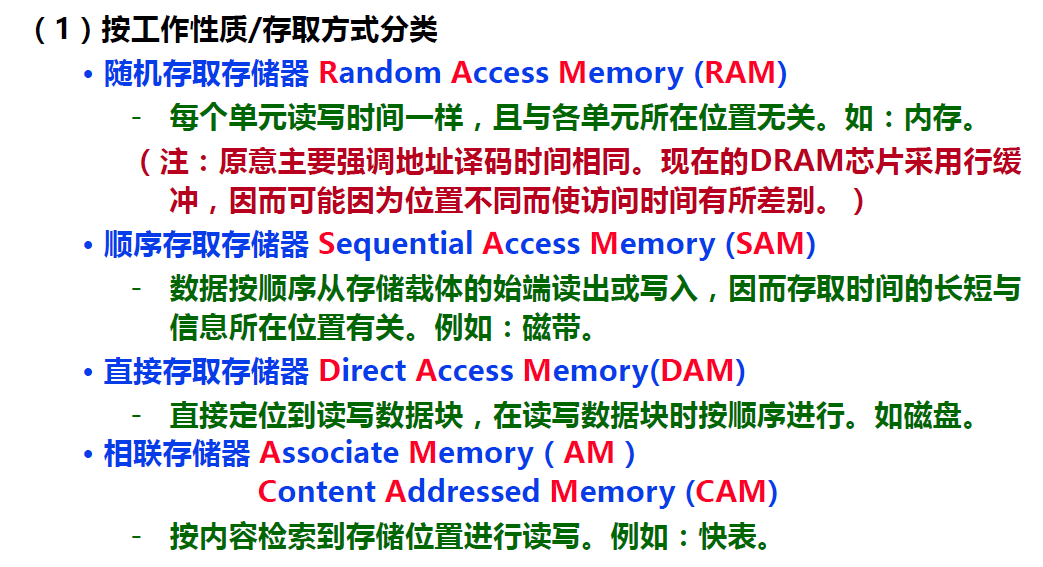 （1）按工作性质/存取方式分类
• 随机存取存储器 Random Access Memory (RAM)
- 每个单元读写时间一样，且与各单元所在位置无关。如：内存。
（注：原意主要强调地址译码时间相同。现在的DRAM芯片采用行缓
冲，因而可能因为位置不同而使访问时间有所差别。）
• 顺序存取存储器 Sequential Access Memory (SAM)
- 数据按顺序从存储载体的始端读出或写入，因而存取时间的长短与
信息所在位置有关。例如：磁带。
• 直接存取存储器 Direct Access Memory(DAM)
- 直接定位到读写数据块，在读写数据块时按顺序进行。如磁盘。
• 相联存储器 Associate Memory（AM）
Content Addressed Memory (CAM)
- 按内容检索到存储位置进行读写。例如：快表。